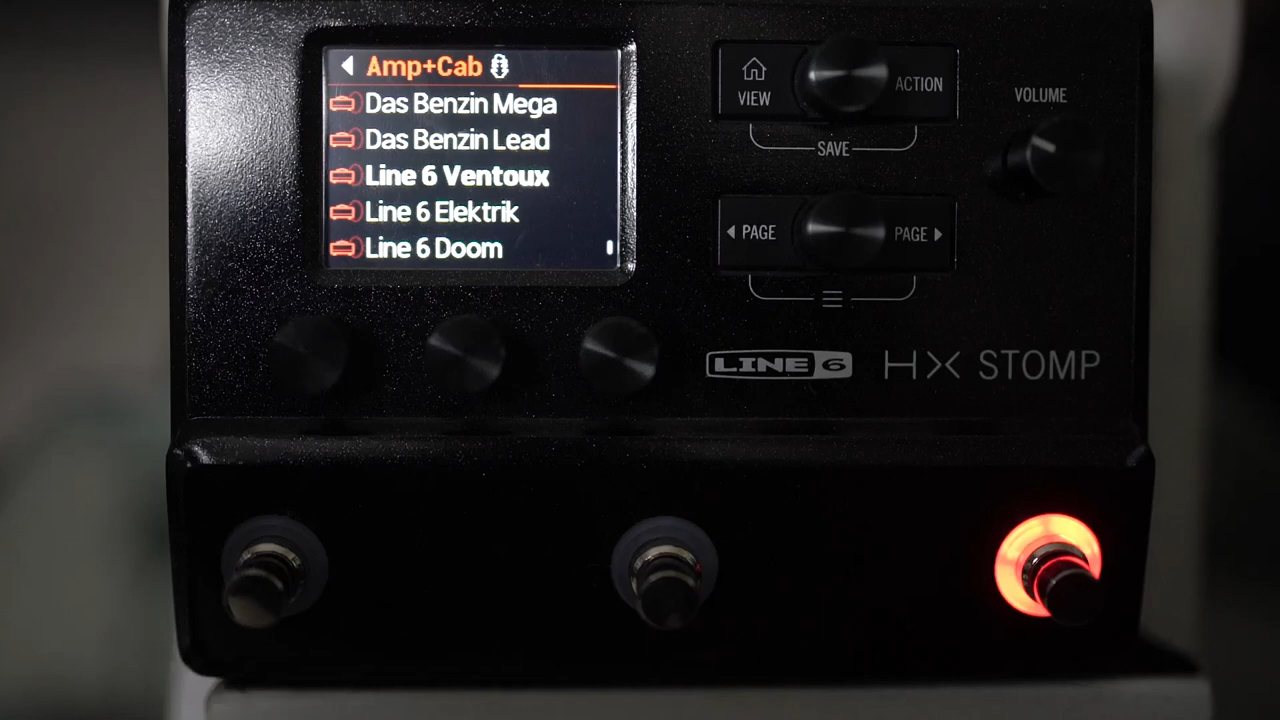 Amp+Cab
Das Benzin Mega
Das Benzin Lead
Line 6 Ventoux
Line 6 Elektrik
Line 6 Doom
VIEW
ACTION
SAVE
VOLUME
PAGE
PAGE
LINE 6
HX STOMP